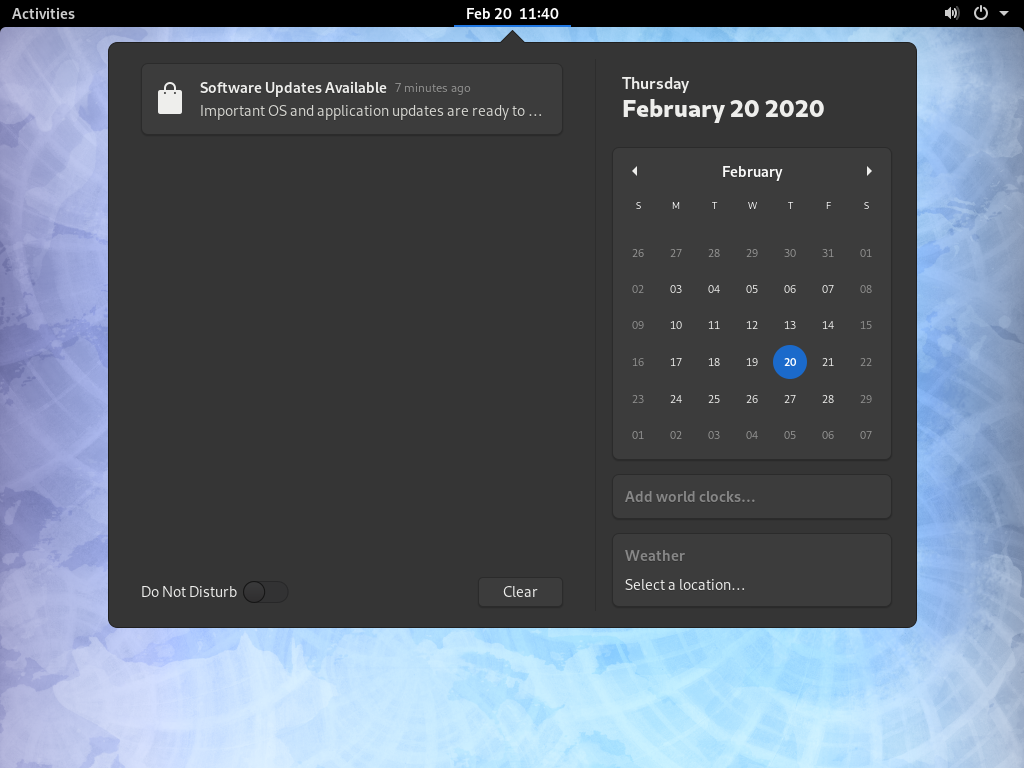 Activities
Feb 20 11:40
Software Updates Available 7 minutes ago
Important OS and application updates are ready to …
Do Not Disturb
Clear
Thursday
February 20 2020
February
S M T W T F S
26 27 28 29 30 31 01
02 03 04 05 06 07 08
09 10 11 12 13 14 15
16 17 18 19 20 21 22
23 24 25 26 27 28 29
01 02 03 04 05 06 07
Add world clocks…
Weather
Select a location…